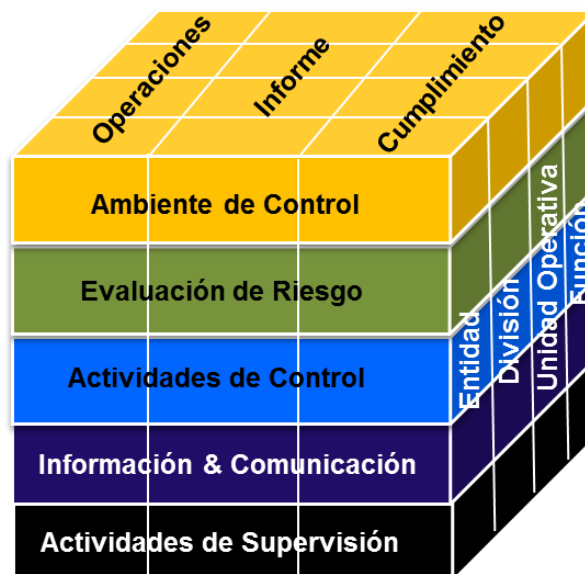 Operaciones
Informe
Cumplimiento
Ambiente de Control
Evaluación de Riesgo
Actividades de Control
Información & Comunicación
Actividades de Supervisión
Entidad
División
Unidad Operativa
Función